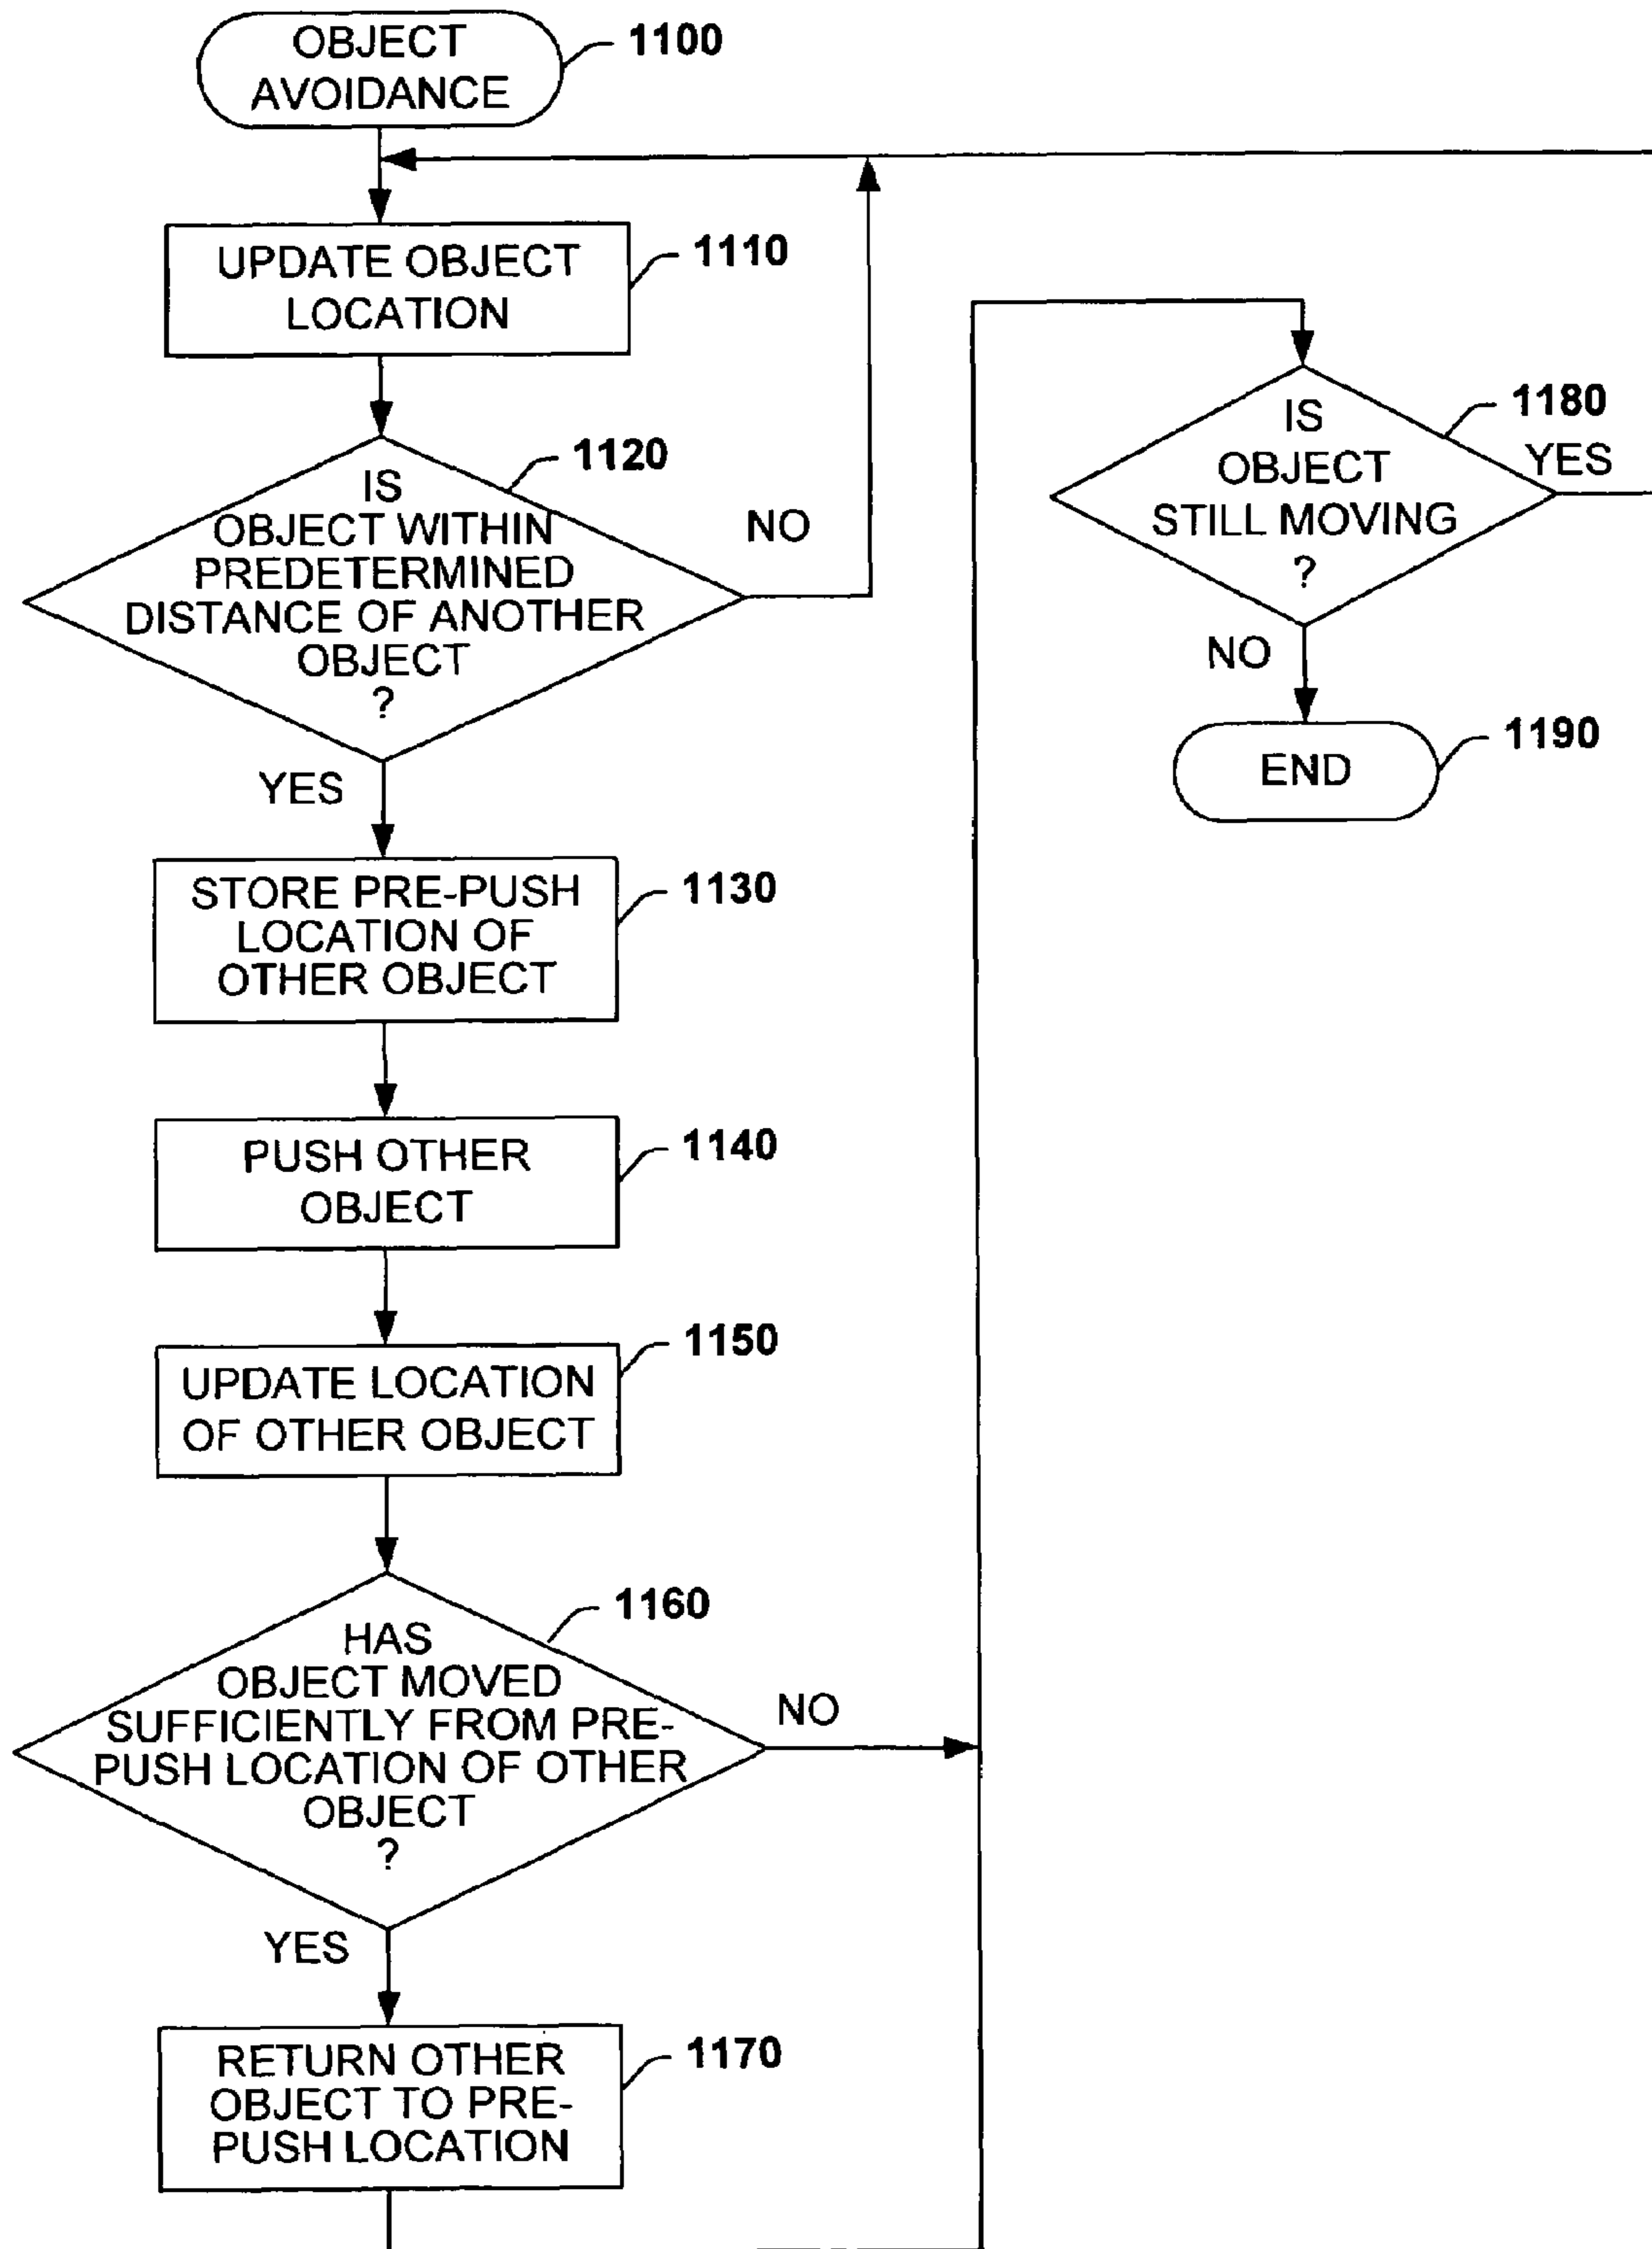 OBJECT
AVOIDANCE
1100
UPDATE OBJECT
LOCATION
1110
IS
OBJECT WITHIN
PREDETERMINED
DISTANCE OF ANOTHER
OBJECT
?
1120
NO
YES
STORE PRE-PUSH
LOCATION OF
OTHER OBJECT
1130
PUSH OTHER
OBJECT
1140
UPDATE LOCATION
OF OTHER OBJECT
1150
HAS
OBJECT MOVED
SUFFICIENTLY FROM PRE-
PUSH LOCATION OF OTHER
OBJECT
?
1160
NO
YES
RETURN OTHER
OBJECT TO PRE-
PUSH LOCATION
1170
IS
OBJECT
STILL MOVING
?
1180
YES
NO
END
1190